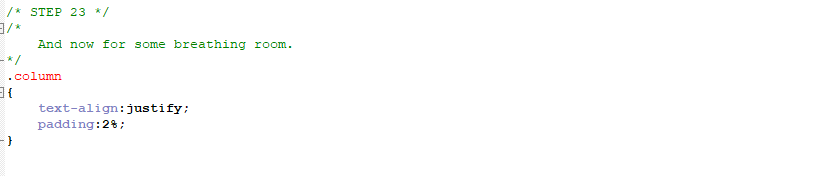 /* STEP 23 */
/*
    And now for some breathing room.
*/
.column
{
    text-align:justify;
    padding:2%;
}